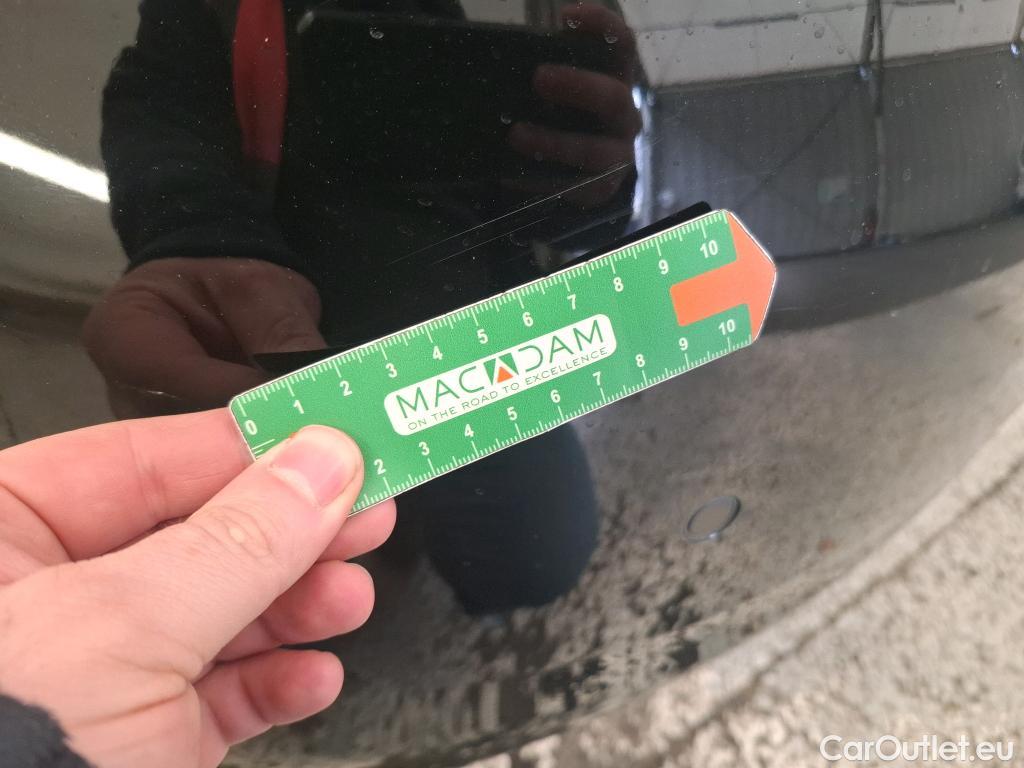 0 1 2 3 4 5 6 7 8 9 10
MACADAM
ON THE ROAD TO EXCELLENCE
2 3 4 5 6 7 8 9 10
CarOutlet.eu